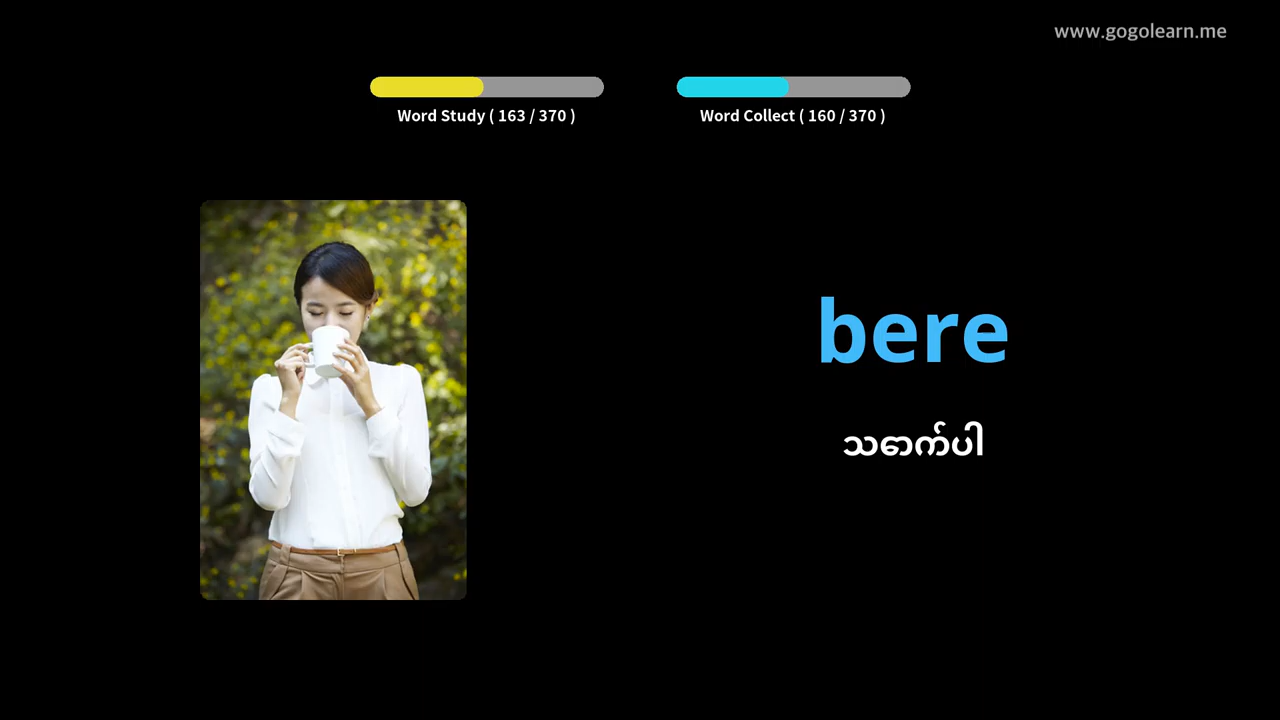 www.gogolearn.me
Word Study ( 163 / 370 )
Word Collect ( 160 / 370 )
bere
သောက်ပါ